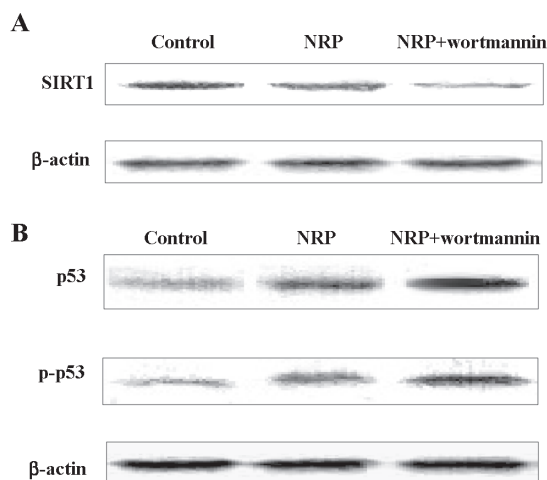 A
Control NRP NRP+wortmannin
SIRT1
β-actin
B
Control NRP NRP+wortmannin
p53
p-p53
β-actin